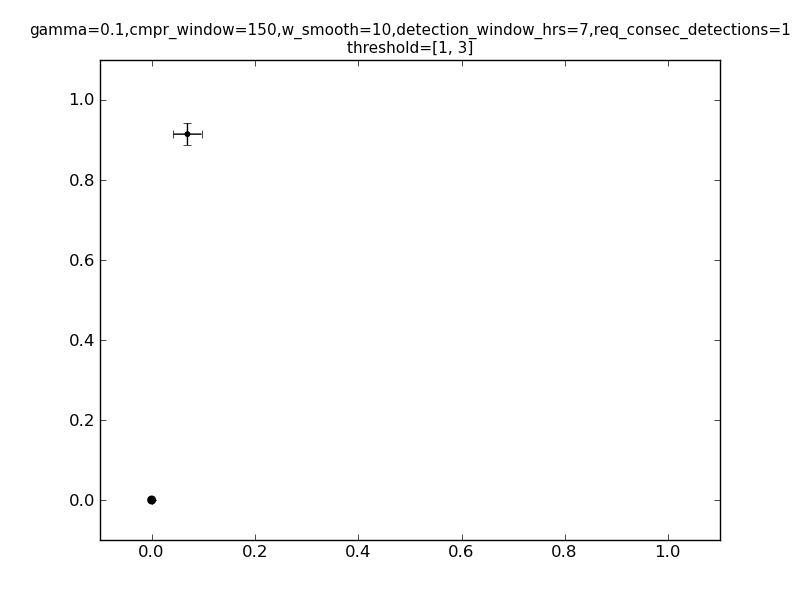 gamma=0.1,cmpr_window=150,w_smooth=10,detection_window_hrs=7,req_consec_detections=1
threshold=[1, 3]
1.0
0.8
0.6
0.4
0.2
0.0
0.0 0.2 0.4 0.6 0.8 1.0